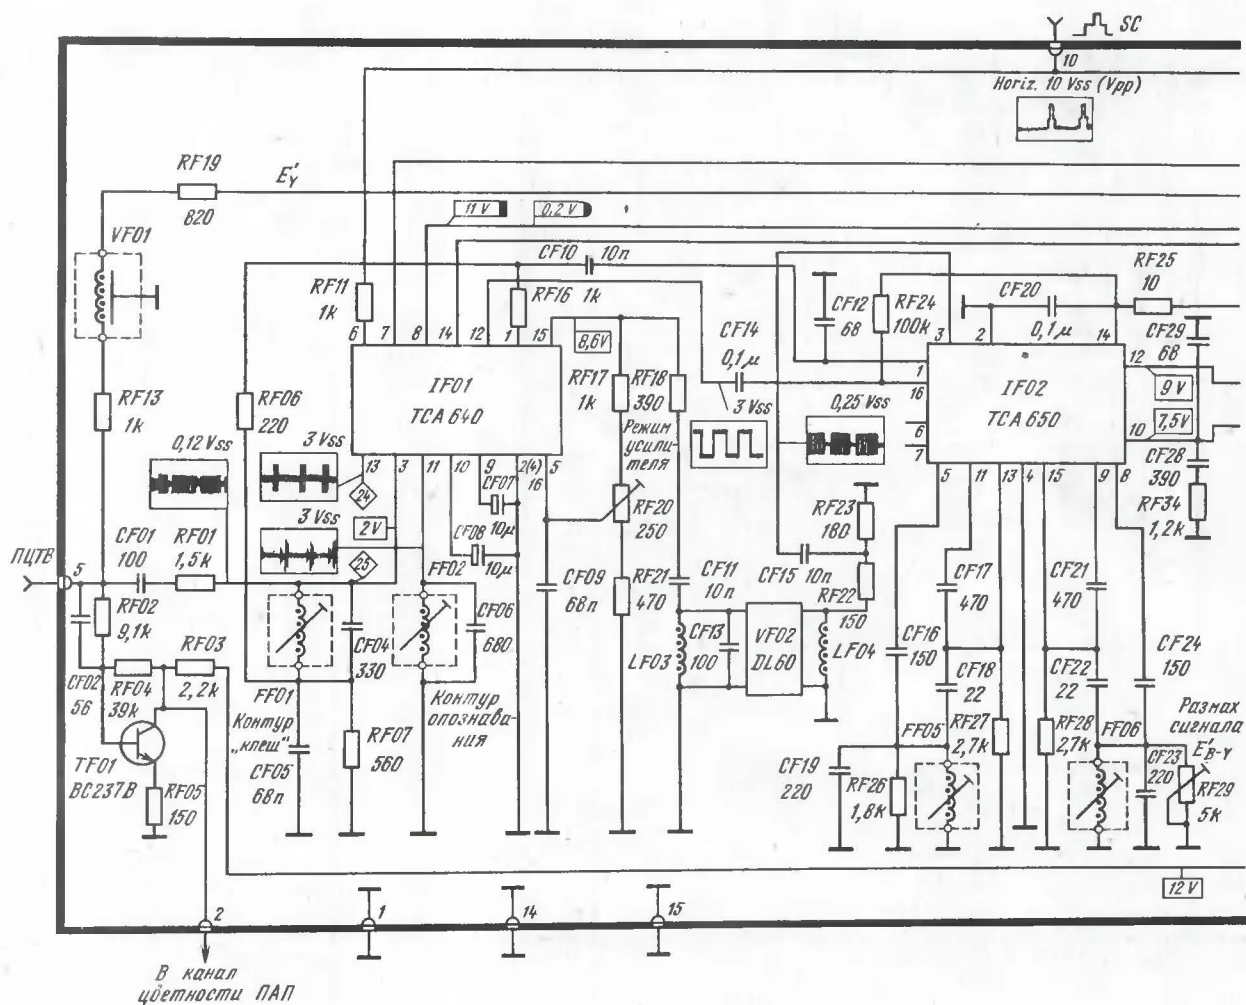 SC
10
Horiz. 10 Vss (Vpp)
RF19
820
E'Y
VF01
11 V
0,2 V
CF10 10п
RF11
1k
RF16
1k
6 7 8 14 12 1 15
8,6V
CF12
68
RF24
100k
CF20
0,1μ
RF25
10
3 2 14
CF29
68
CF14
0,1μ
1
16
6
7
12
9 V
10
7,5V
RF13
1k
RF06
220
IF01
TCA 640
RF17
1k
RF18
390
3 Vss
IF02
TCA 650
0,25 Vss
0,12 Vss
3 Vss
13 3 11 10 9 2(4) 5
16
24
CF07
10μ
Режим
усили-
теля
RF20
250
5 11 13 4 15 9 8
CF28
390
RF34
1,2k
3 Vss
2V
CF08
10μ
RF23
180
ПЦТВ
5
CF01
100
RF01
1,5k
25
FF02
CF09
68п
RF21
470
CF11
10п
CF15 10п
RF22
150
CF17
470
CF21
470
RF02
9,1k
CF06
680
CF04
330
CF13
100
VF02
DL60
LF03
LF04
CF16
150
CF24
150
CF02
56
RF04
39k
RF03
2,2k
FF01
Контур
„клеш“
Контур
опознава-
ния
CF18
22
CF22
22
FF05
RF27
2,7k
RF28
2,7k
FF06
Размах
сигнала
E'B-Y
TF01
BC237B
RF05
150
CF05
68п
RF07
560
CF19
220
RF26
1,8k
CF23
220
RF29
5k
12 V
2 1 14 15
В канал
цветности ПАП